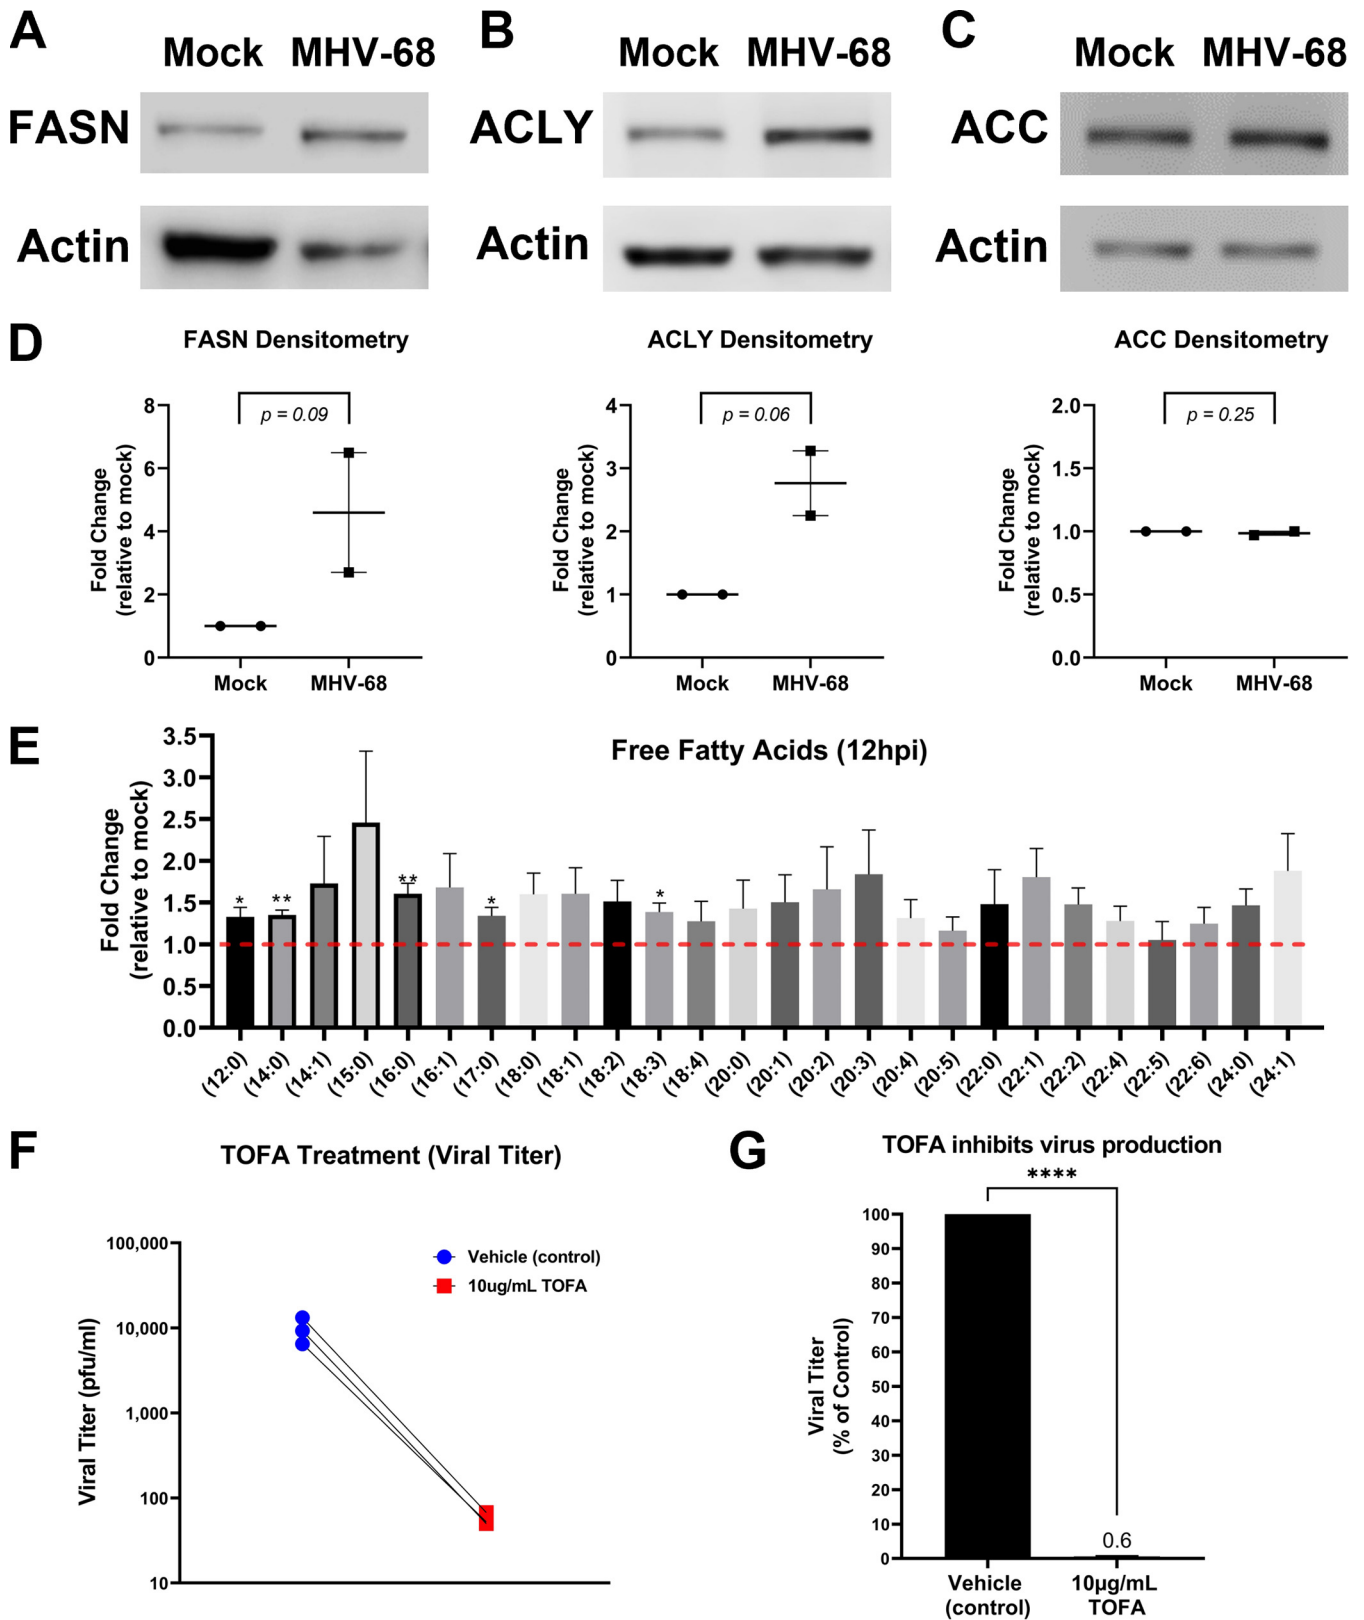 A
Mock MHV-68
FASN
Actin
B
Mock MHV-68
ACLY
Actin
C
Mock MHV-68
ACC
Actin
D
FASN Densitometry
p = 0.09
Fold Change
(relative to mock)
8
6
4
2
0
Mock MHV-68
ACLY Densitometry
p = 0.06
Fold Change
(relative to mock)
4
3
2
1
0
Mock MHV-68
ACC Densitometry
p = 0.25
Fold Change
(relative to mock)
2.0
1.5
1.0
0.5
0.0
Mock MHV-68
E
Free Fatty Acids (12hpi)
Fold Change
(relative to mock)
3.5
3.0
2.5
2.0
1.5
1.0
0.5
0.0
* ** ** * *
(12:0) (14:0) (14:1) (15:0) (16:0) (16:1) (17:0) (18:0) (18:1) (18:2) (18:3) (18:4) (20:0) (20:1) (20:2) (20:3) (20:4) (20:5) (22:0) (22:1) (22:2) (22:4) (22:5) (22:6) (24:0) (24:1)
F
TOFA Treatment (Viral Titer)
Viral Titer (pfu/ml)
100,000
10,000
1,000
100
10
Vehicle (control)
10ug/mL TOFA
G
TOFA inhibits virus production
****
Viral Titer
(% of Control)
100
90
80
70
60
50
40
30
20
10
0
0.6
Vehicle
(control)
10µg/mL
TOFA